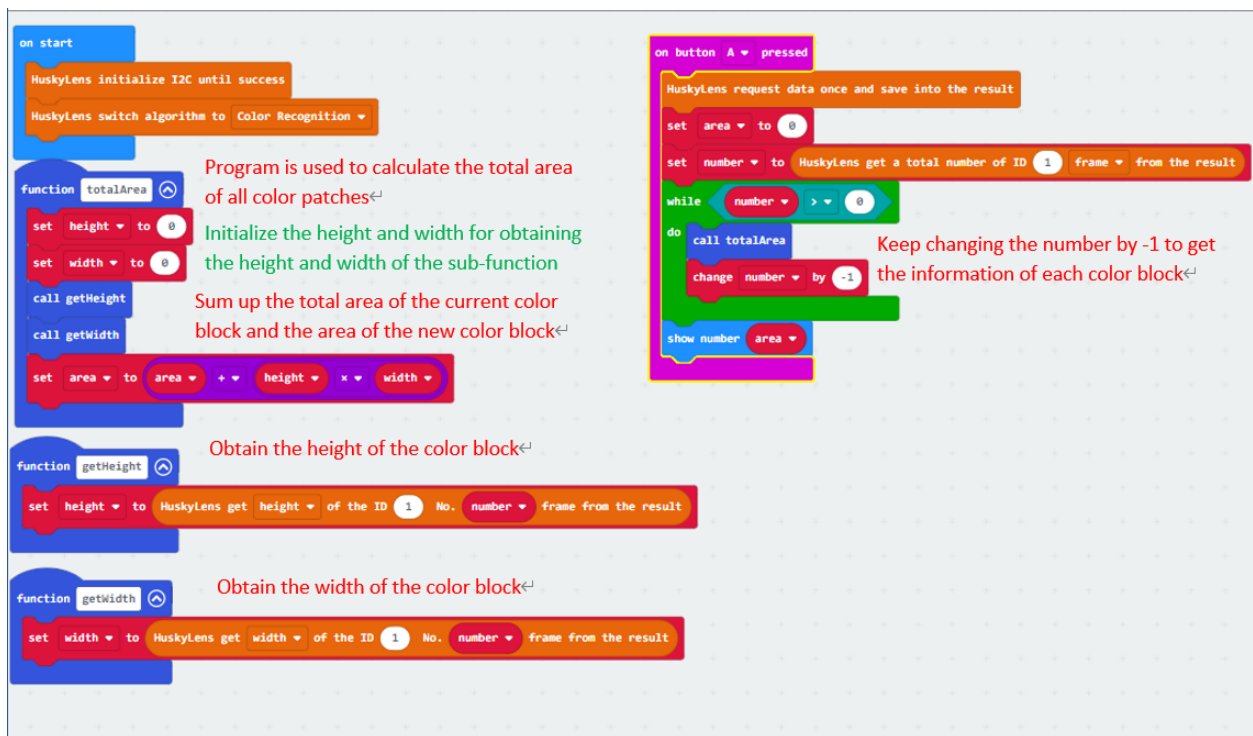 on start
HuskyLens initialize I2C until success
HuskyLens switch algorithm to Color Recognition
function totalArea
set height to 0
set width to 0
call getHeight
call getWidth
set area to area + height × width
Program is used to calculate the total area
of all color patches↵
Initialize the height and width for obtaining
the height and width of the sub-function
Sum up the total area of the current color
block and the area of the new color block↵
function getHeight
Obtain the height of the color block↵
set height to HuskyLens get height of the ID 1 No. number frame from the result
function getWidth
Obtain the width of the color block↵
set width to HuskyLens get width of the ID 1 No. number frame from the result
on button A pressed
HuskyLens request data once and save into the result
set area to 0
set number to HuskyLens get a total number of ID 1 frame from the result
while number > 0
do
call totalArea
change number by -1
Keep changing the number by -1 to get
the information of each color block↵
show number area